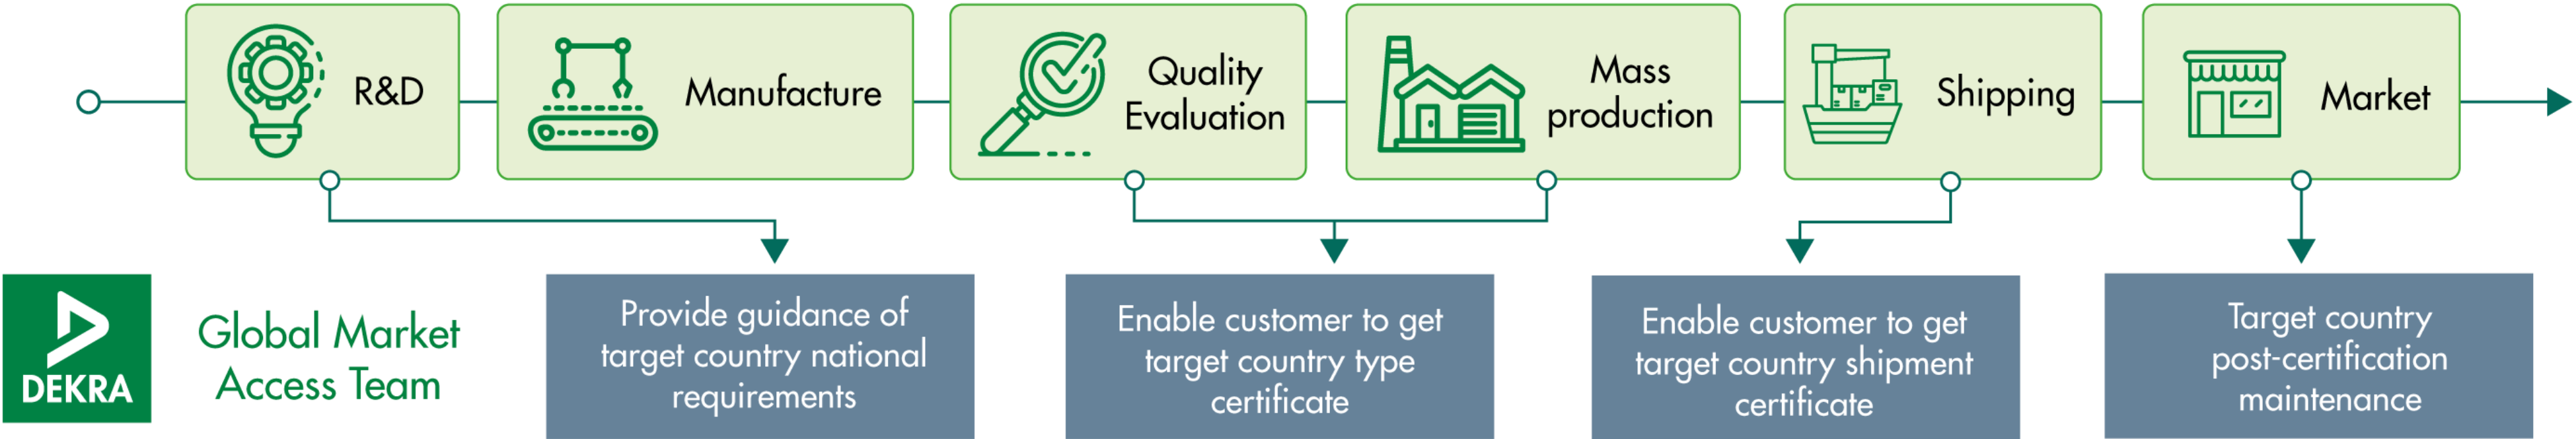 R&D
Manufacture
Quality
Evaluation
Mass
production
Shipping
Market
DEKRA
Global Market
Access Team
Provide guidance of
target country national
requirements
Enable customer to get
target country type
certificate
Enable customer to get
target country shipment
certificate
Target country
post-certification
maintenance